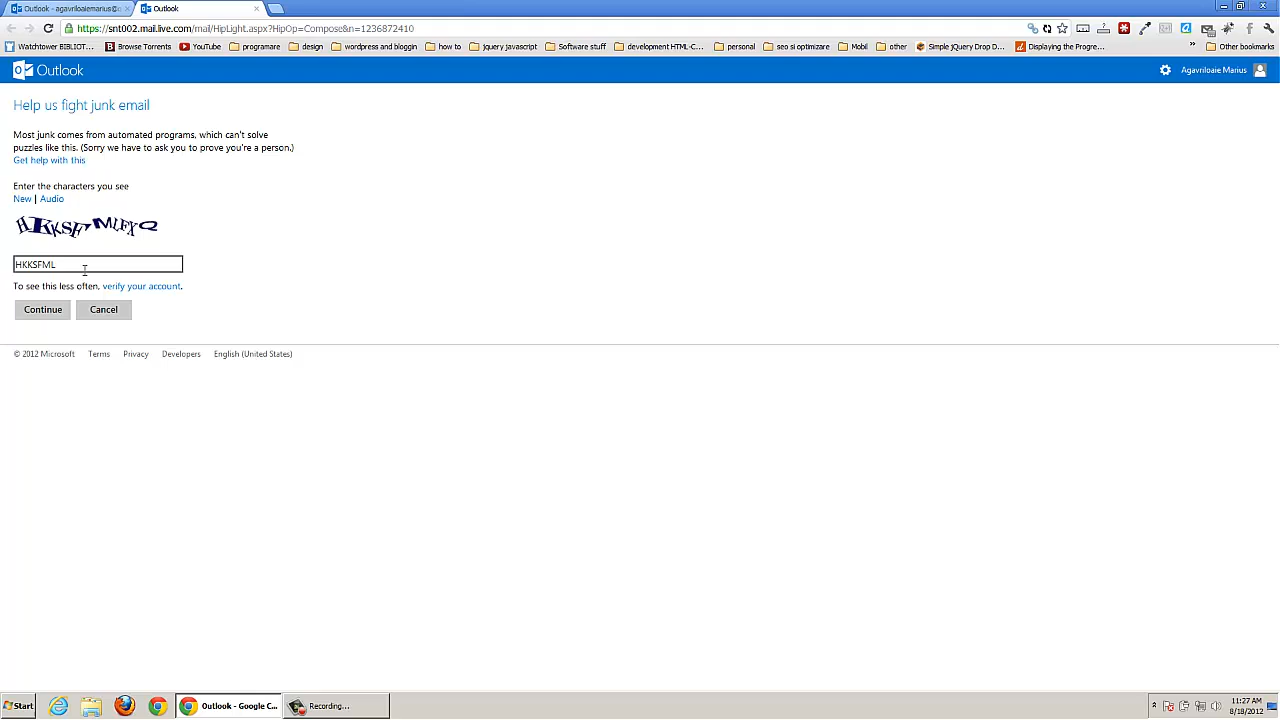 Outlook - agavriloaiemarius@o
Outlook
https://snt002.mail.live.com/mail/HipLight.aspx?HipOp=Compose&n=1236872410
Watchtower BIBLIOT...
Browse Torrents
YouTube
programare
design
wordpress and bloggin
how to
jquery javascript
Software stuff
development HTML-C...
personal
seo si optimizare
Mobil
other
Simple jQuery Drop D...
Displaying the Progre...
»
Other bookmarks
Outlook
Agavriloaie Marius
Help us fight junk email
Most junk comes from automated programs, which can't solve
puzzles like this. (Sorry we have to ask you to prove you're a person.)
Get help with this
Enter the characters you see
New | Audio
HKKSFML
To see this less often, verify your account.
Continue
Cancel
© 2012 Microsoft Terms Privacy Developers English (United States)
Start
Outlook - Google C...
Recording...
11:27 AM
8/18/2012